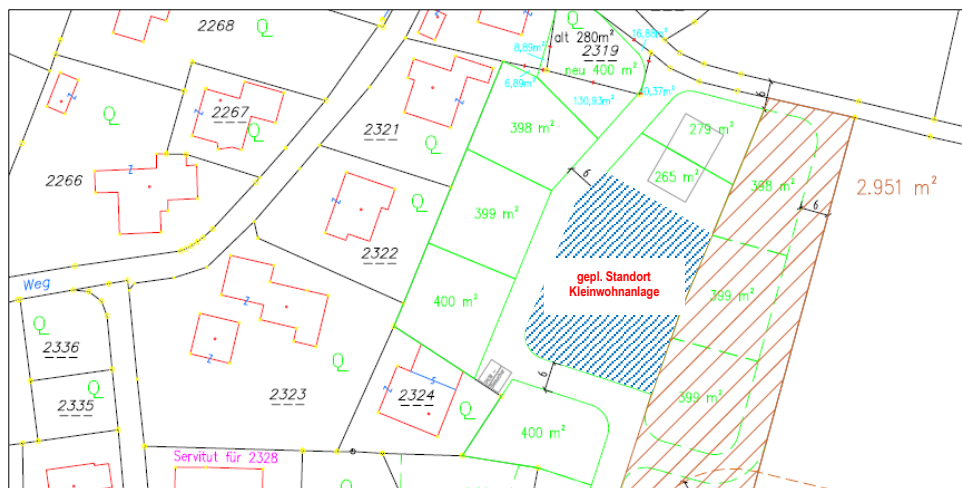 2268
Q
alt 280m²
16,88m²
8,89m²
2319
neu 400 m²
6,89m²
Z
Z
2267
Q
Q
2321
Q
398 m²
130,93m²
0,37m²
6
279 m²
265 m²
398 m²
2.951 m²
6
6
2266
Z
Z
Q
399 m²
2322
gepl. Standort
Kleinwohnanlage
399 m²
400 m²
Weg
Z
Z
Q
2336
Q
2335
2323
Q
Z
S
2324
Q
6
399 m²
400 m²
Servitut für 2328
Q